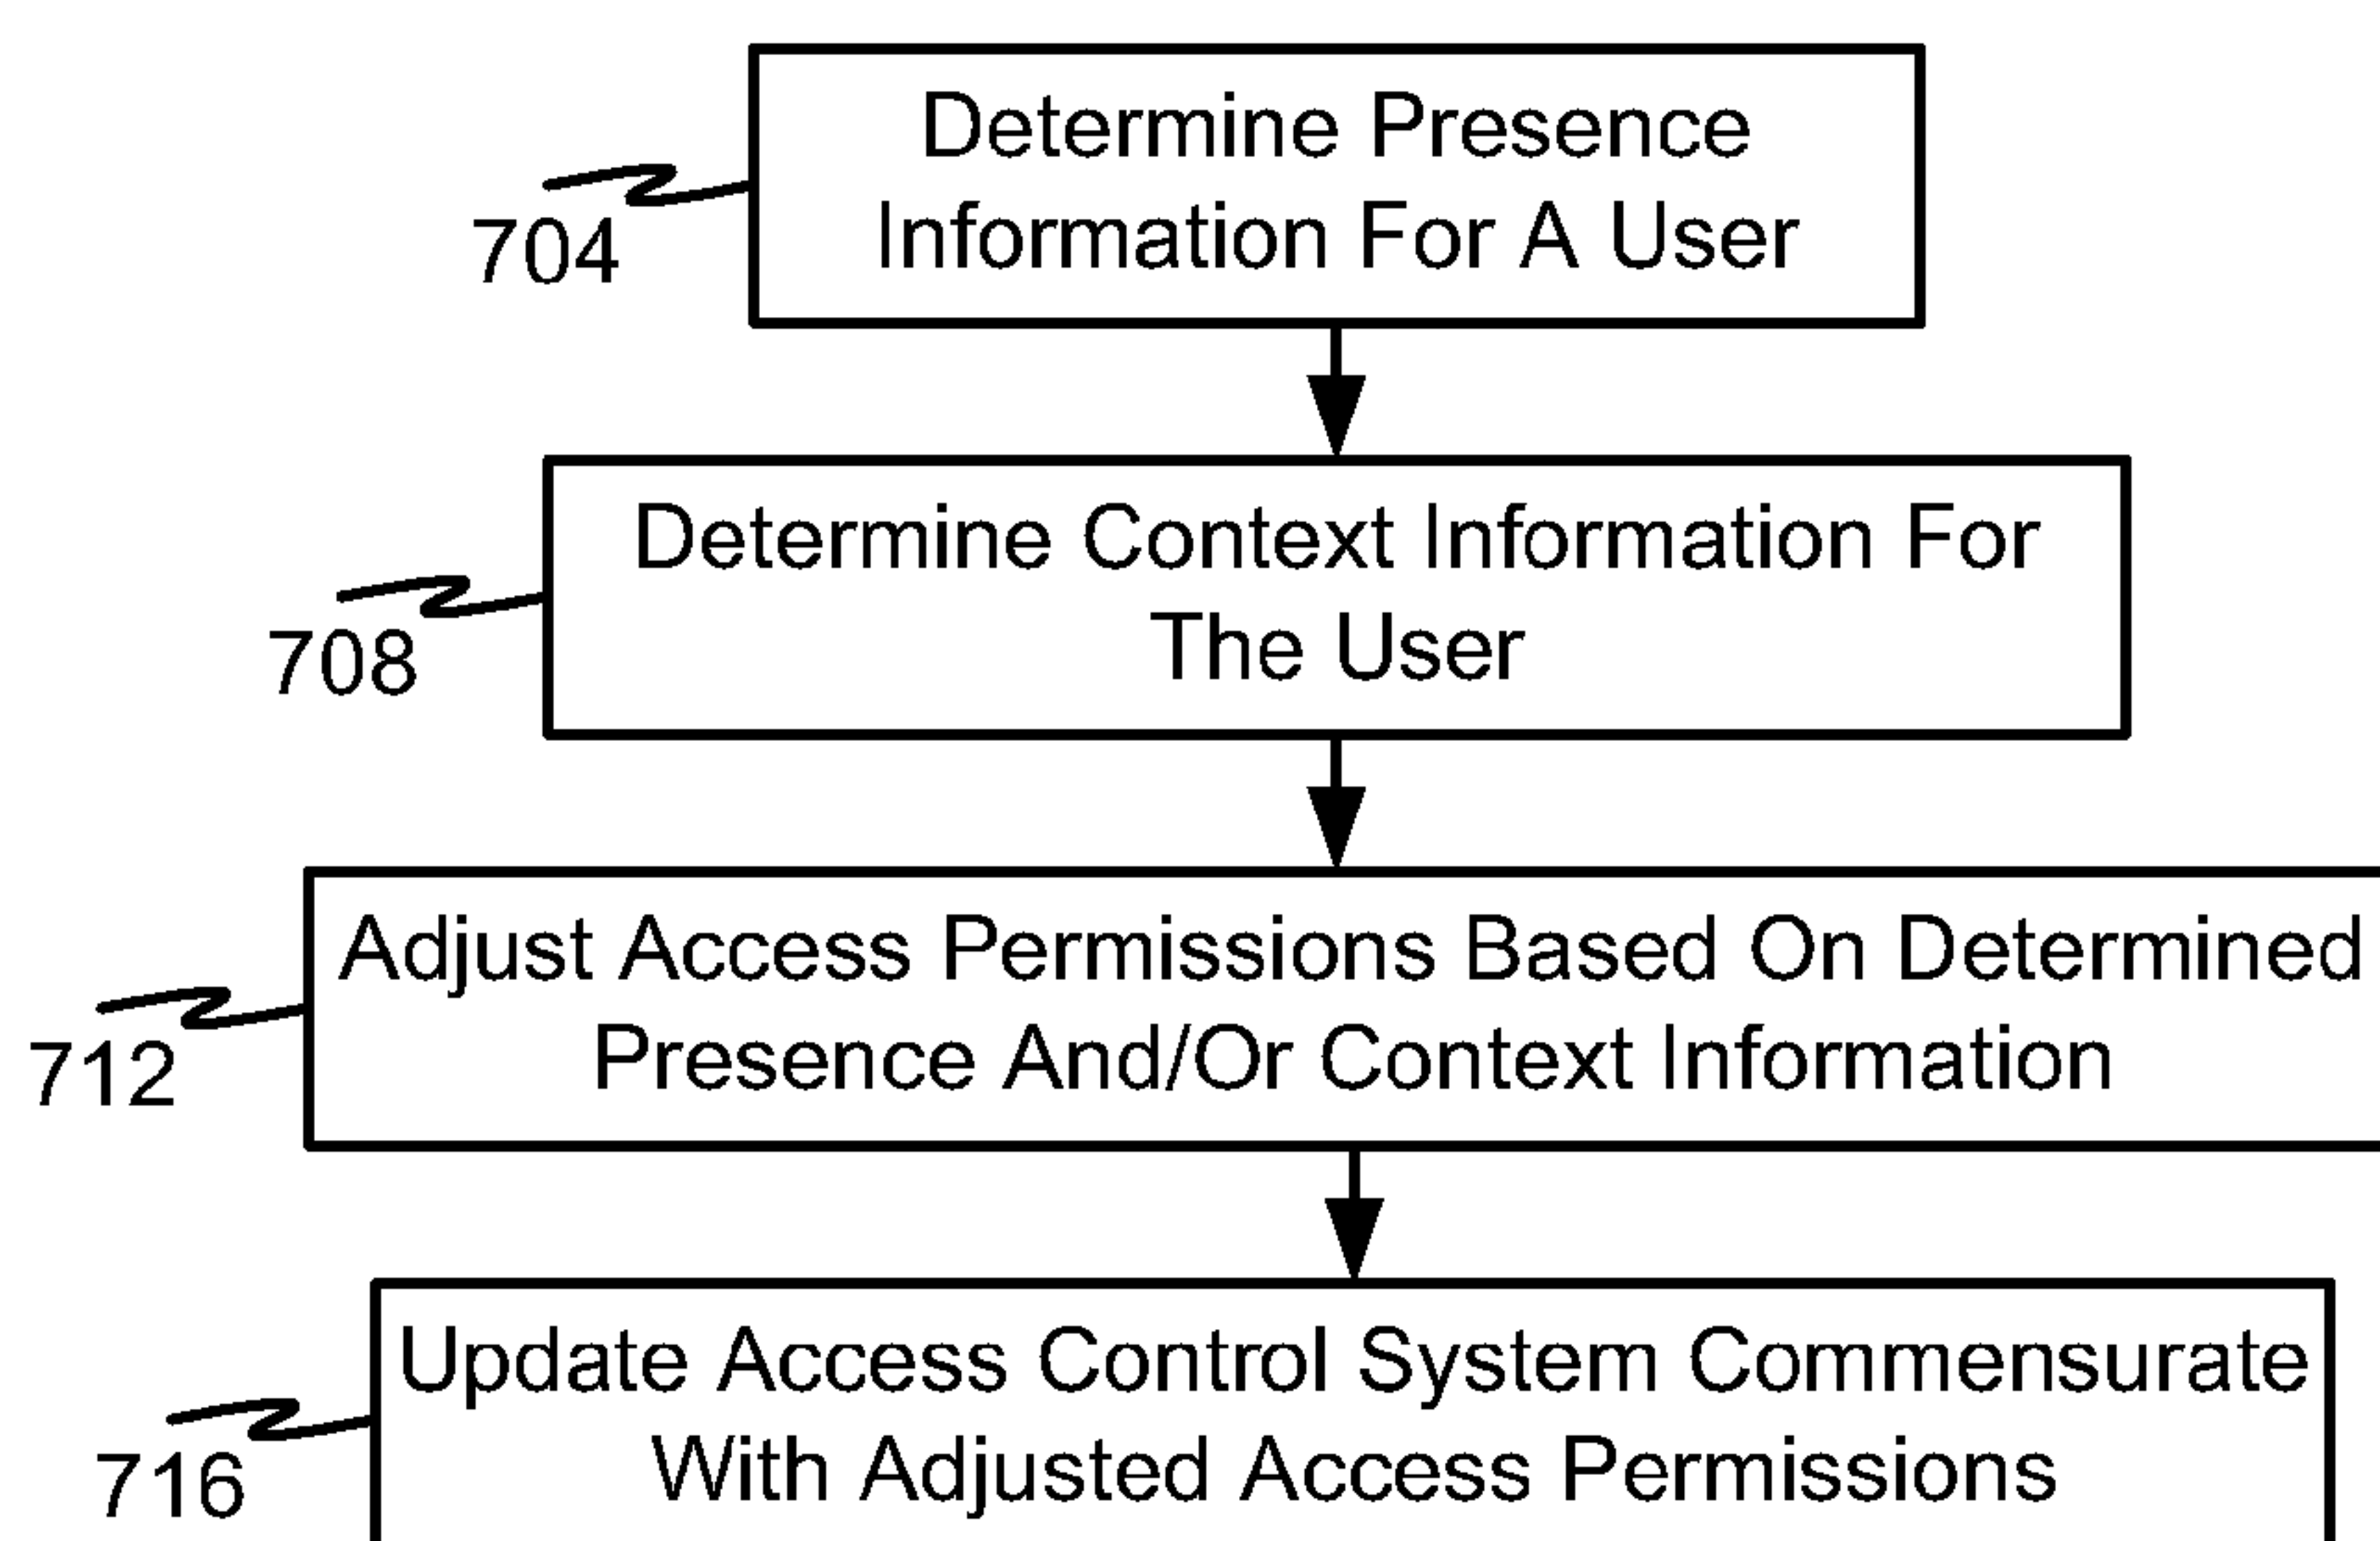 Determine Presence
Information For A User
704
Determine Context Information For
The User
708
Adjust Access Permissions Based On Determined
Presence And/Or Context Information
712
Update Access Control System Commensurate
With Adjusted Access Permissions
716